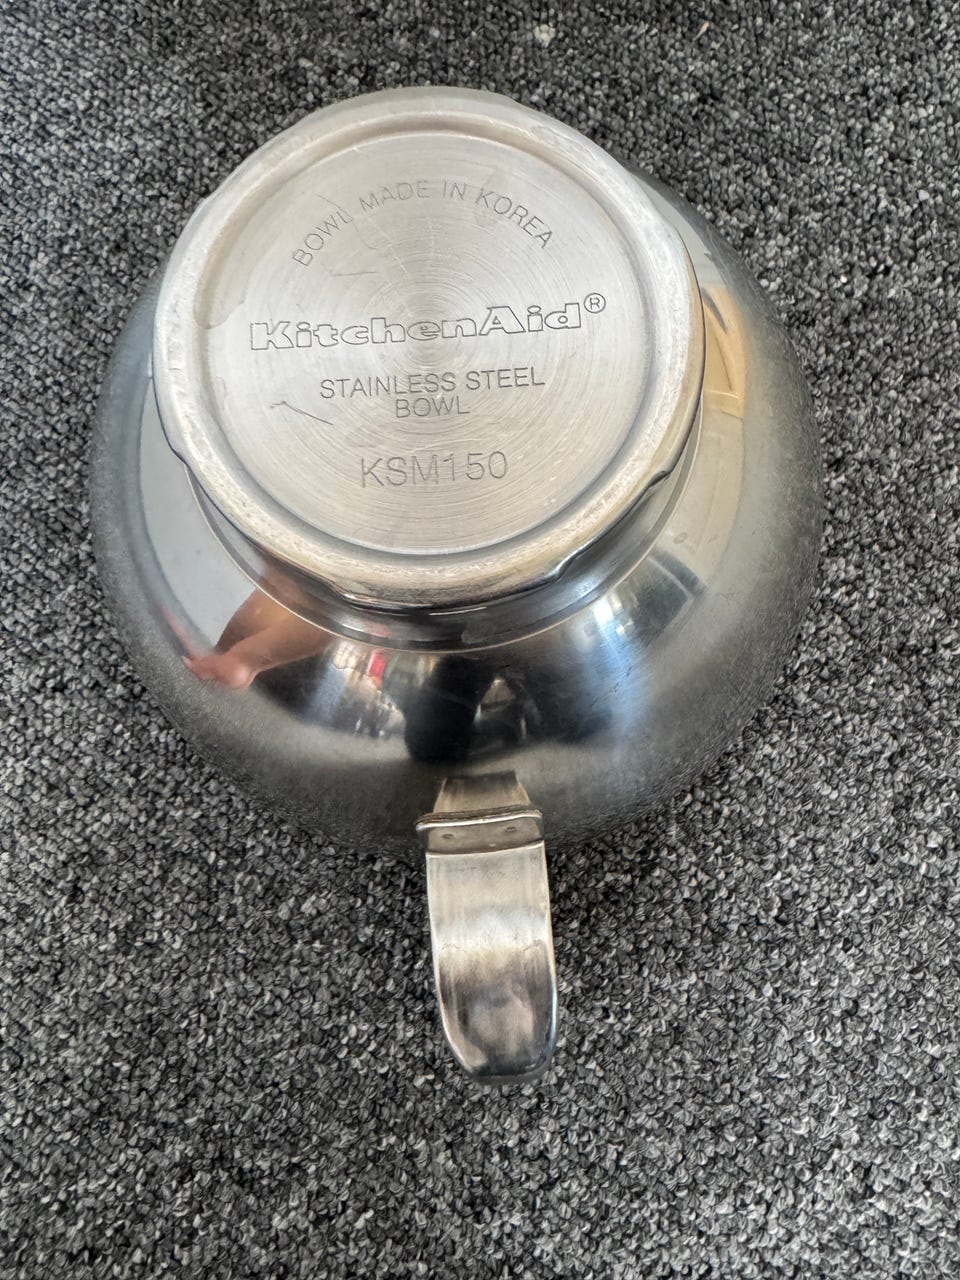 BOWL MADE IN KOREA
KitchenAid®
STAINLESS STEEL
BOWL
KSM150